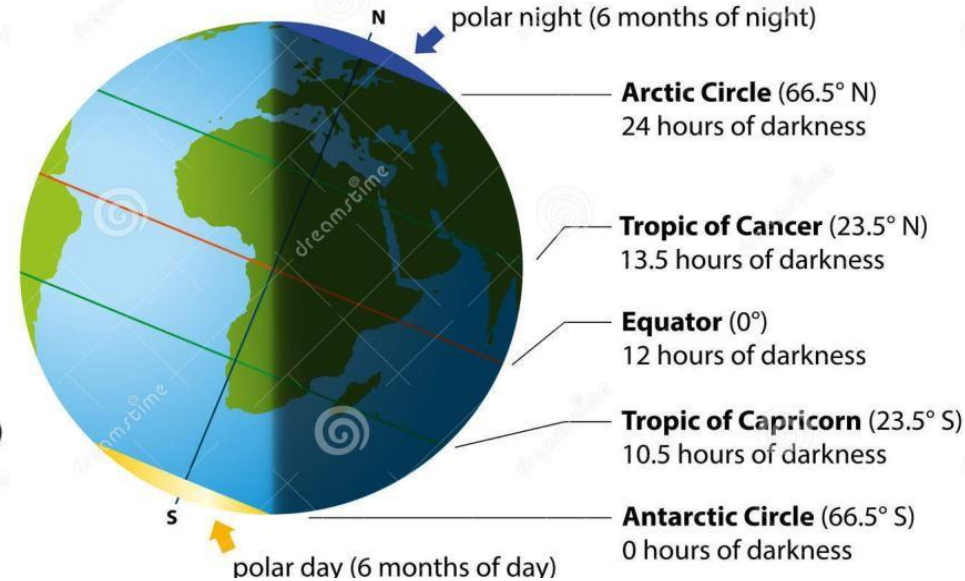 N
polar night (6 months of night)
Arctic Circle (66.5° N)
24 hours of darkness
Tropic of Cancer (23.5° N)
13.5 hours of darkness
Equator (0°)
12 hours of darkness
Tropic of Capricorn (23.5° S)
10.5 hours of darkness
Antarctic Circle (66.5° S)
0 hours of darkness
S
polar day (6 months of day)
dreamstime
dreamstime